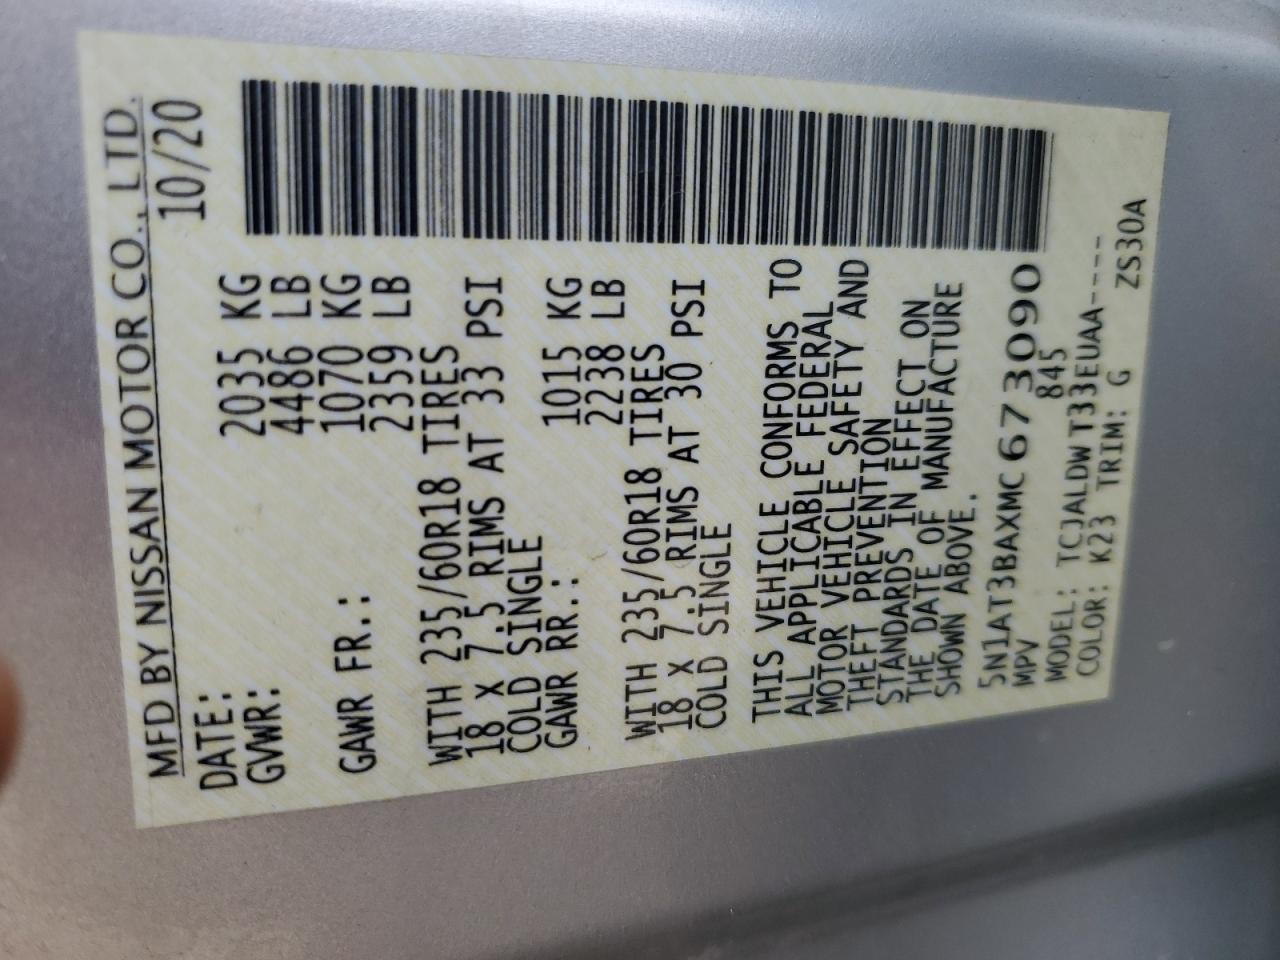 MFD BY NISSAN MOTOR CO., LTD.
DATE: 10/20
GVWR: 2035 KG
4486 LB
GAWR FR.: 1070 KG
2359 LB
WITH 235/60R18 TIRES
18 X 7.5 RIMS AT 33 PSI
COLD SINGLE
GAWR RR.: 1015 KG
2238 LB
WITH 235/60R18 TIRES
18 X 7.5 RIMS AT 30 PSI
COLD SINGLE
THIS VEHICLE CONFORMS TO
ALL APPLICABLE FEDERAL
MOTOR VEHICLE SAFETY AND
THEFT PREVENTION
STANDARDS IN EFFECT ON
THE DATE OF MANUFACTURE
SHOWN ABOVE.
5N1AT3BAXMC673090
MPV 845
MODEL: TCJALDWT33EUAA----
COLOR: K23 TRIM: G ZS30A